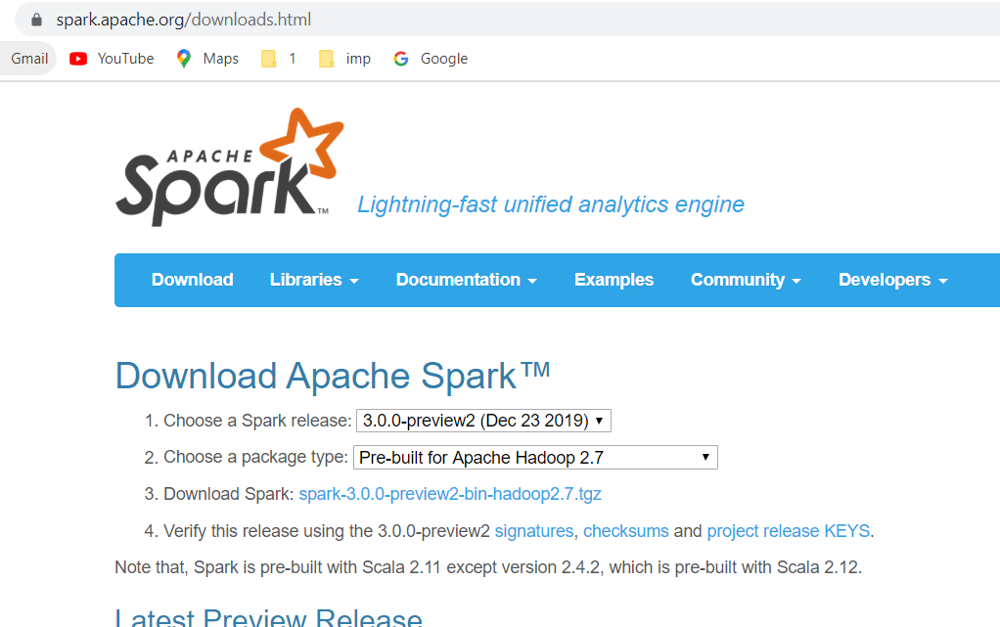 spark.apache.org/downloads.html
Gmail YouTube Maps 1 imp Google
APACHE
Spark™ Lightning-fast unified analytics engine
Download Libraries Documentation Examples Community Developers
Download Apache Spark™
1. Choose a Spark release: 3.0.0-preview2 (Dec 23 2019)
2. Choose a package type: Pre-built for Apache Hadoop 2.7
3. Download Spark: spark-3.0.0-preview2-bin-hadoop2.7.tgz
4. Verify this release using the 3.0.0-preview2 signatures, checksums and project release KEYS.
Note that, Spark is pre-built with Scala 2.11 except version 2.4.2, which is pre-built with Scala 2.12.
Latest Preview Release